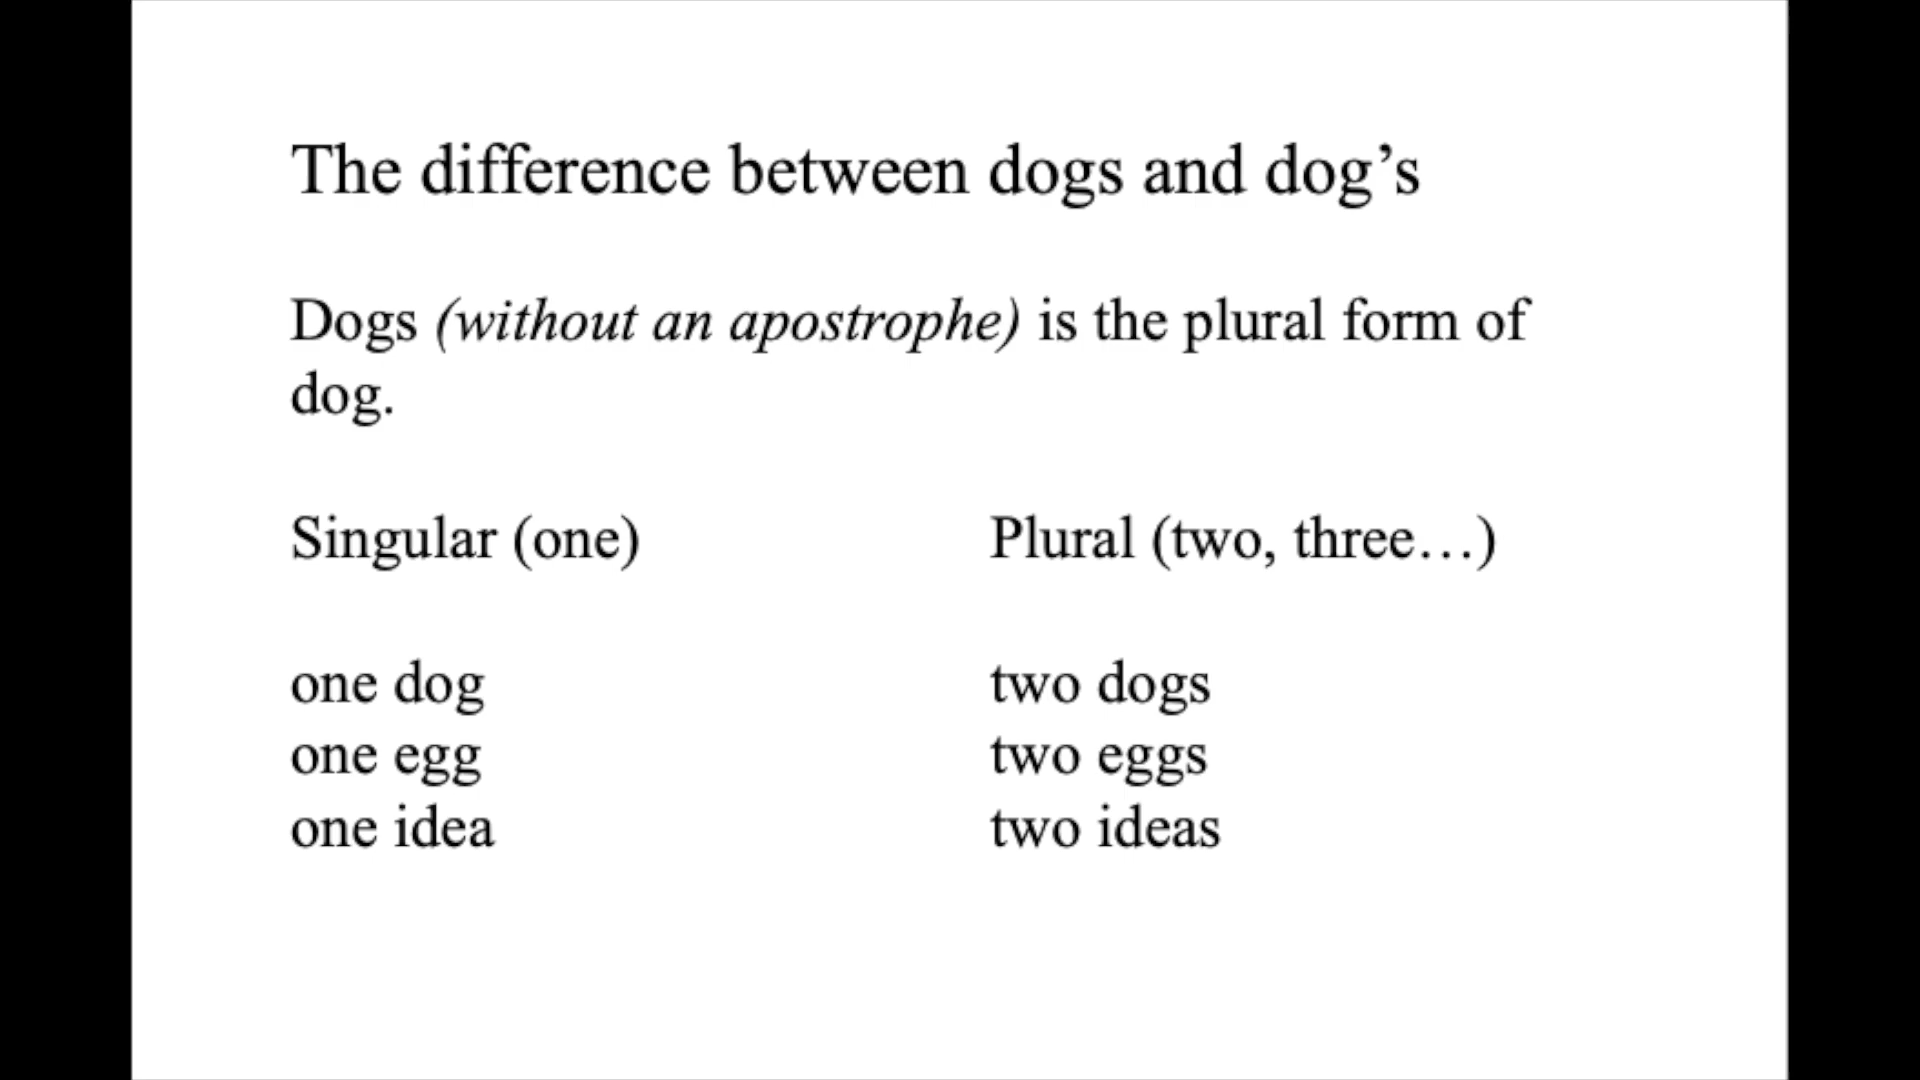 The difference between dogs and dog’s
Dogs (without an apostrophe) is the plural form of
dog.
Singular (one) Plural (two, three…)
one dog two dogs
one egg two eggs
one idea two ideas